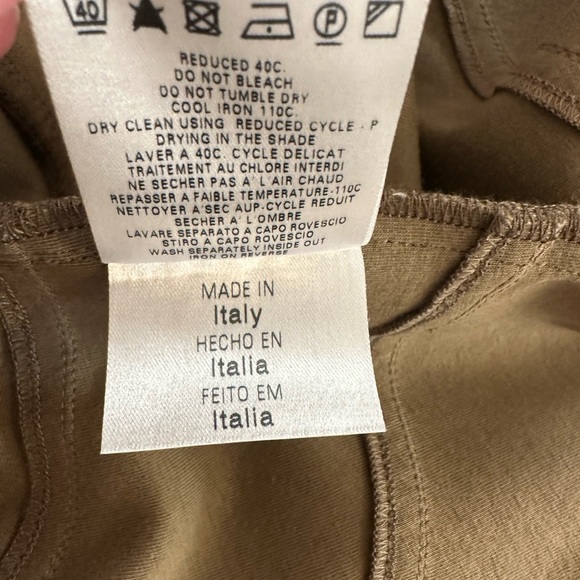 40
P
REDUCED 40C.
DO NOT BLEACH
DO NOT TUMBLE DRY
COOL IRON 110C.
DRY CLEAN USING REDUCED CYCLE - P
DRYING IN THE SHADE
LAVER A 40C. CYCLE DELICAT
TRAITEMENT AU CHLORE INTERDI
NE SECHER PAS A' L'AIR CHAUD
REPASSER A FAIBLE TEMPERATURE-110C
NETTOYER A'SEC AUP-CYCLE REDUIT
SECHER A' L'OMBRE
LAVARE SEPARATO A CAPO ROVESCIO
STIRO A CAPO ROVESCIO
WASH SEPARATELY INSIDE OUT
IRON ON REVERSE
MADE IN
Italy
HECHO EN
Italia
FEITO EM
Italia